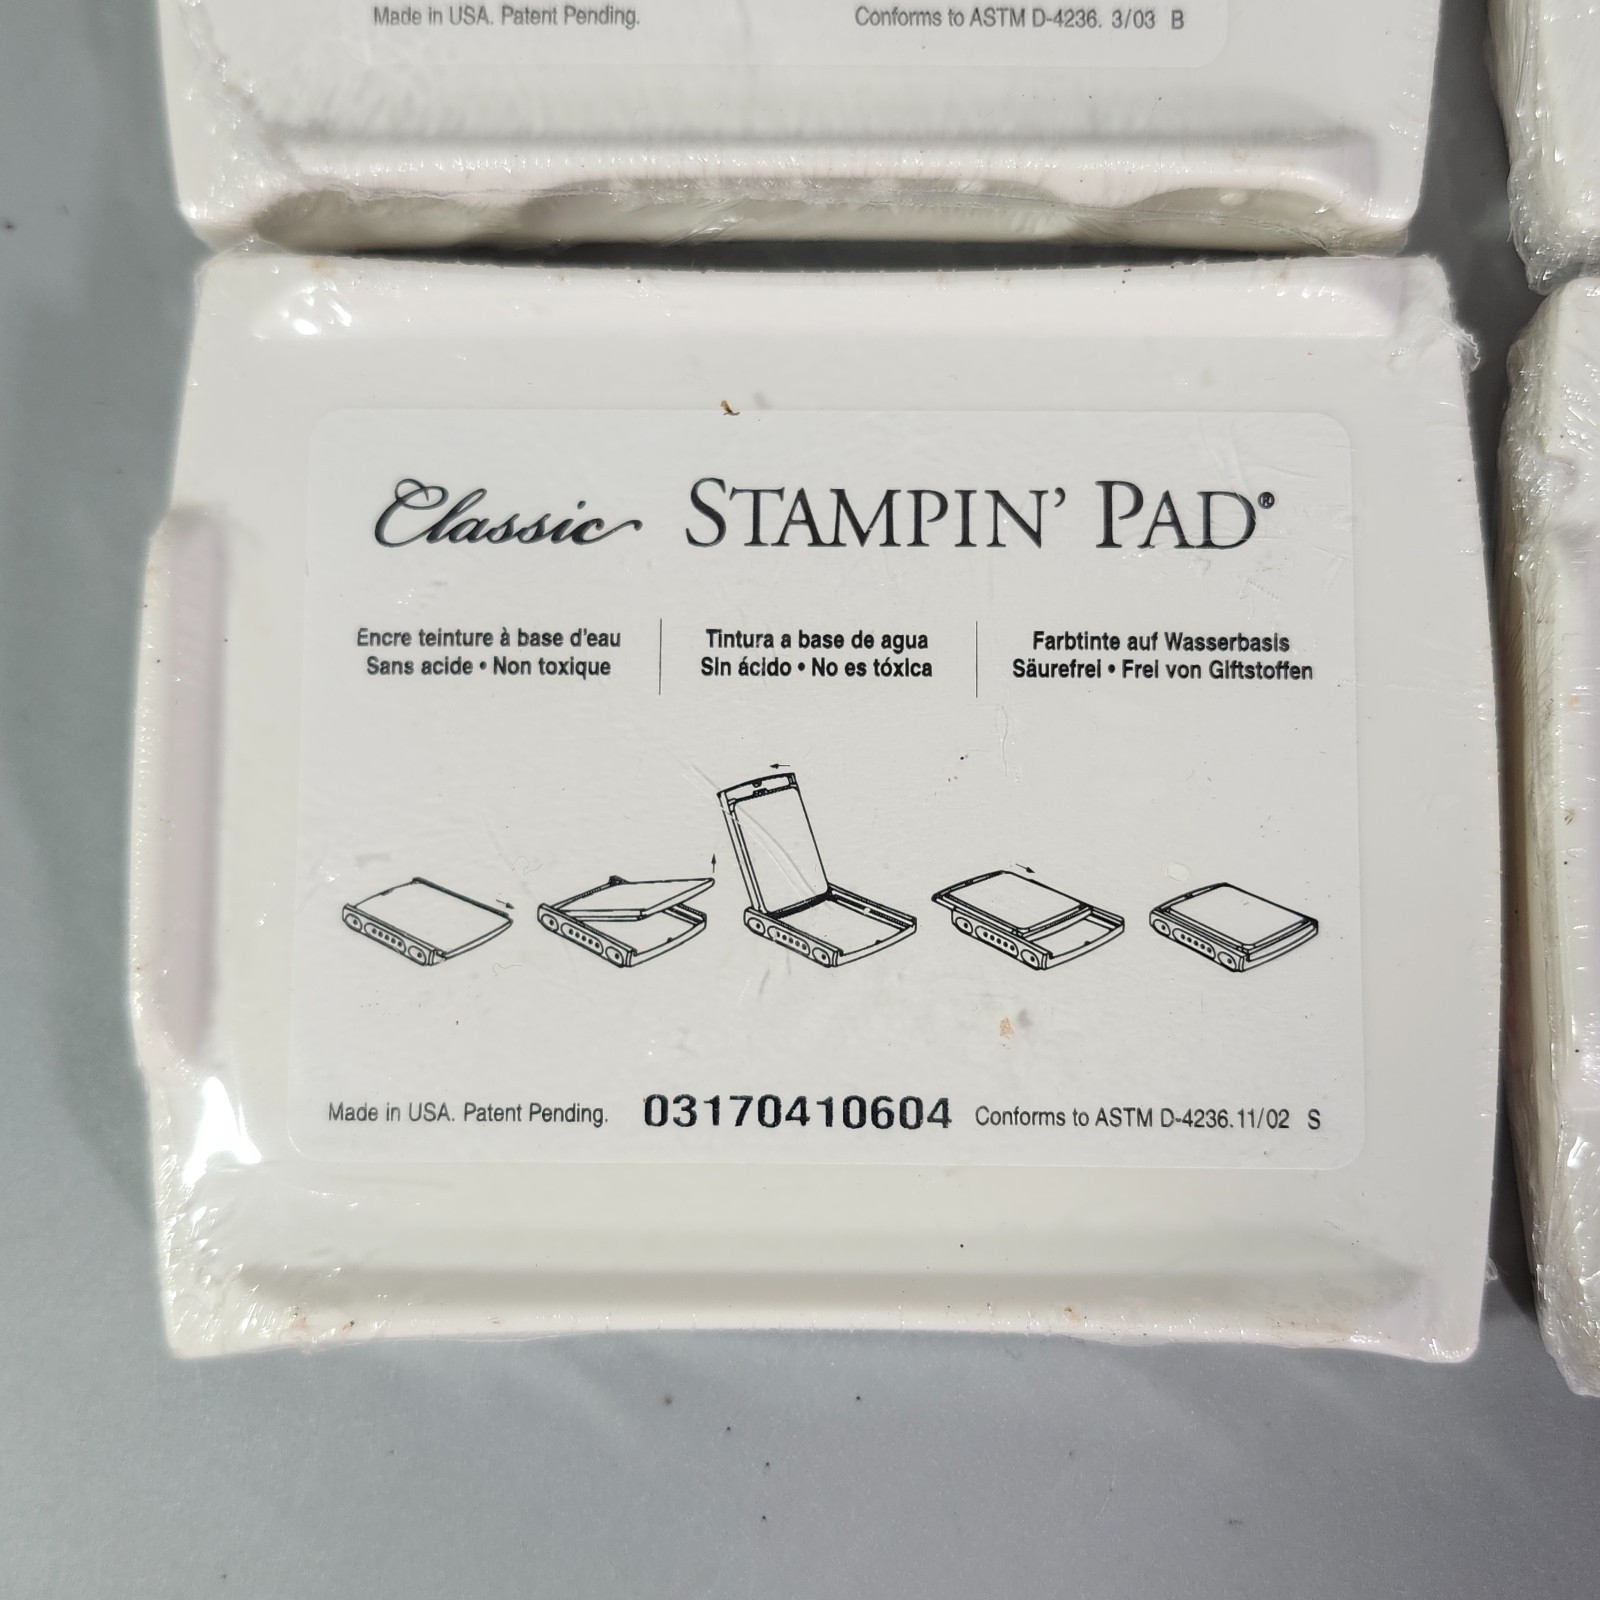 Made in USA. Patent Pending. Conforms to ASTM D-4236. 3/03 B
Classic STAMPIN' PAD®
Encre teinture à base d'eau
Sans acide • Non toxique
Tintura a base de agua
Sin ácido • No es tóxica
Farbtinte auf Wasserbasis
Säurefrei • Frei von Giftstoffen
Made in USA. Patent Pending. 03170410604 Conforms to ASTM D-4236. 11/02 S